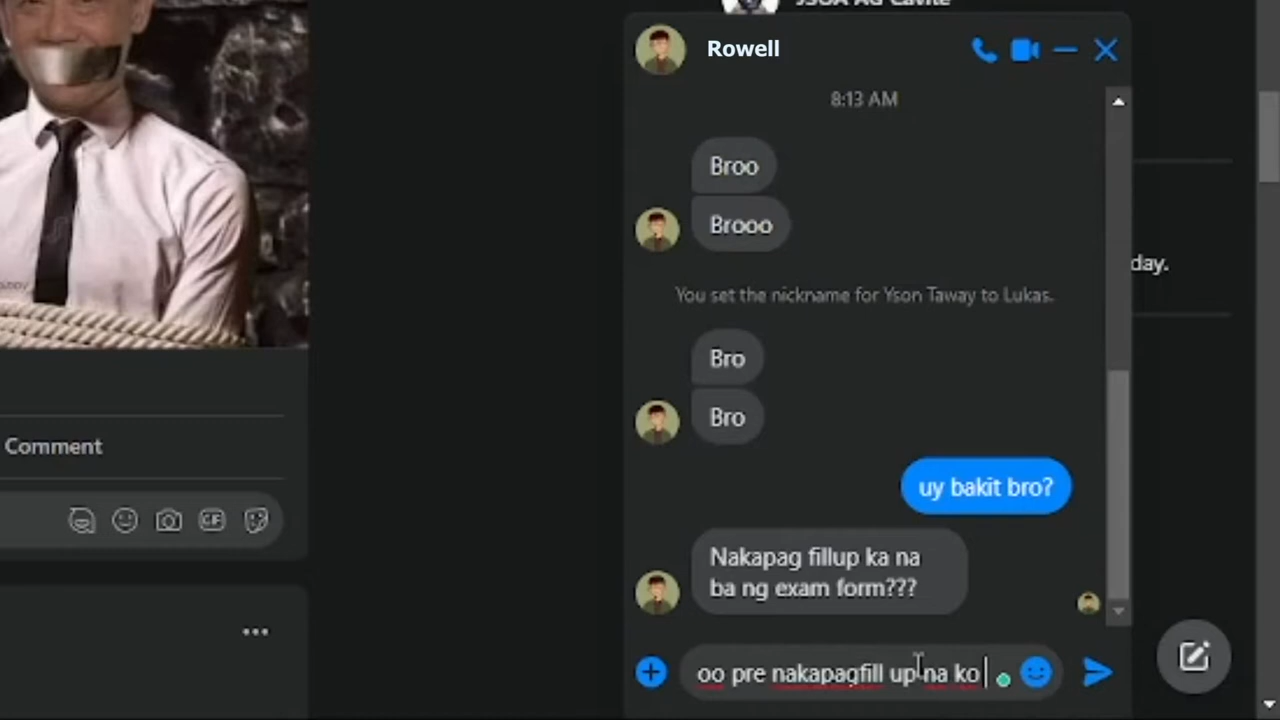 JSOA AG Cavite
Rowell
8:13 AM
Broo
Brooo
You set the nickname for Yson Taway to Lukas.
day.
Bro
Bro
Comment
uy bakit bro?
GIF
Nakapag fillup ka na
ba ng exam form???
oo pre nakapagfill up na ko